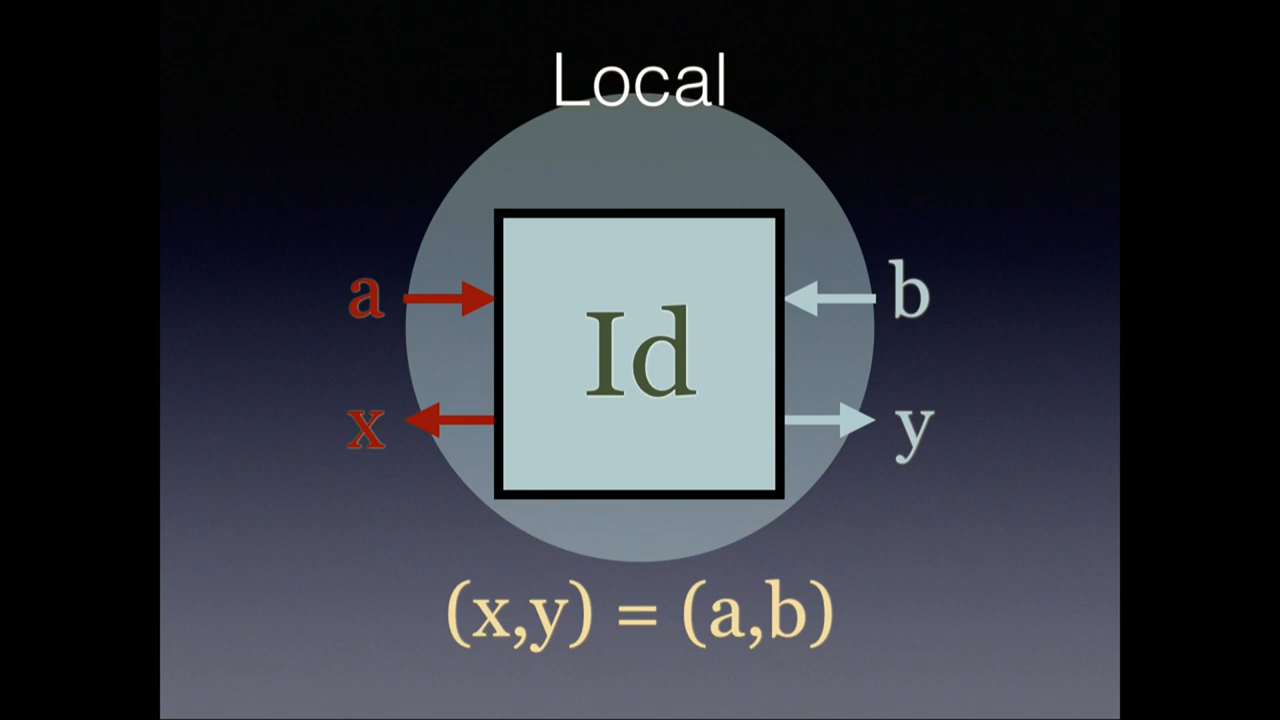 Local
a
b
Id
x
y
(x,y) = (a,b)